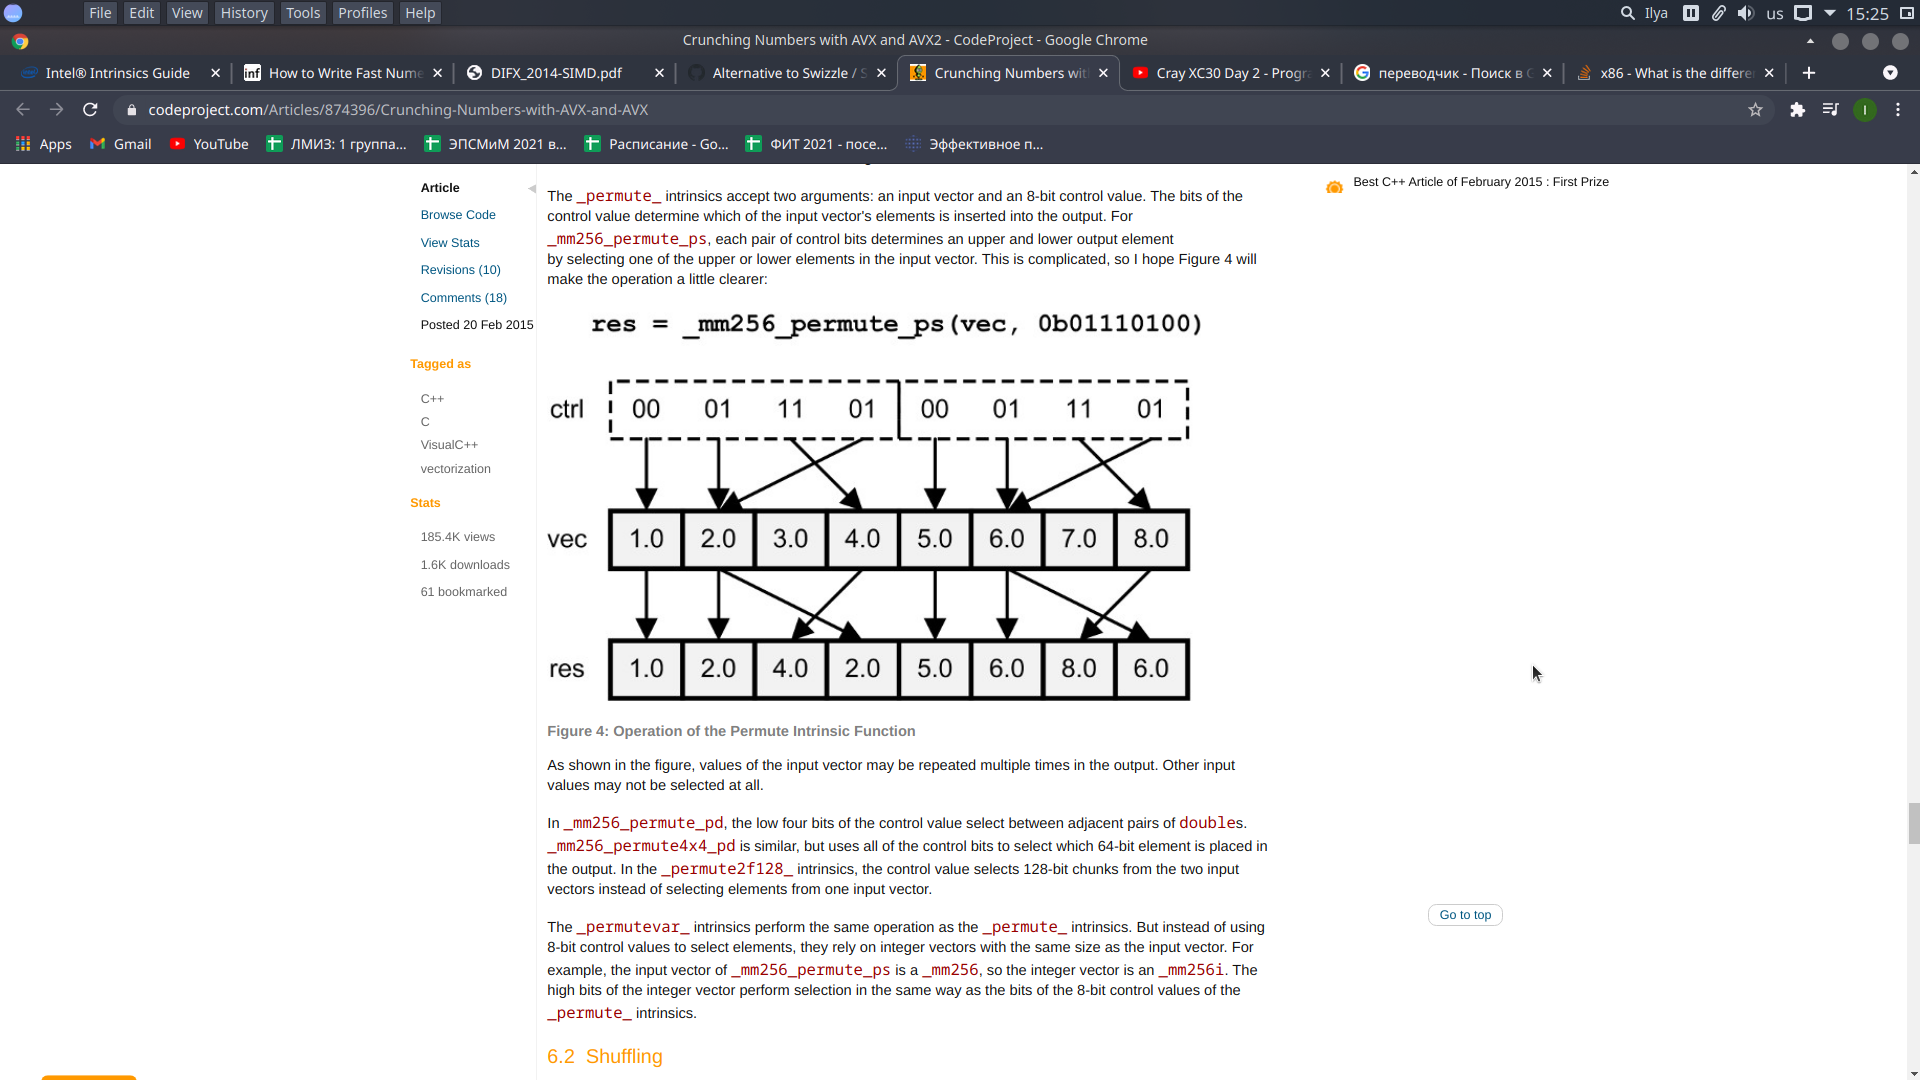 File Edit View History Tools Profiles Help
Ilya us 15:25
Crunching Numbers with AVX and AVX2 - CodeProject - Google Chrome
Intel® Intrinsics Guide
inf How to Write Fast Nume
DIFX_2014-SIMD.pdf
Alternative to Swizzle / S
Crunching Numbers wit
Cray XC30 Day 2 - Progra
переводчик - Поиск в G
x86 - What is the differe
codeproject.com/Articles/874396/Crunching-Numbers-with-AVX-and-AVX
I
Apps Gmail YouTube ЛМИЗ: 1 группа... ЭПСМиМ 2021 в... Расписание - Go... ФИТ 2021 - посе... Эффективное п...
Article
Browse Code
View Stats
Revisions (10)
Comments (18)
Posted 20 Feb 2015
Tagged as
C++
C
VisualC++
vectorization
Stats
185.4K views
1.6K downloads
61 bookmarked
The _permute_ intrinsics accept two arguments: an input vector and an 8-bit control value. The bits of the
control value determine which of the input vector's elements is inserted into the output. For
_mm256_permute_ps, each pair of control bits determines an upper and lower output element
by selecting one of the upper or lower elements in the input vector. This is complicated, so I hope Figure 4 will
make the operation a little clearer:
res = _mm256_permute_ps(vec, 0b01110100)
ctrl 00 01 11 01 00 01 11 01
vec 1.0 2.0 3.0 4.0 5.0 6.0 7.0 8.0
res 1.0 2.0 4.0 2.0 5.0 6.0 8.0 6.0
Figure 4: Operation of the Permute Intrinsic Function
As shown in the figure, values of the input vector may be repeated multiple times in the output. Other input
values may not be selected at all.
In _mm256_permute_pd, the low four bits of the control value select between adjacent pairs of doubles.
_mm256_permute4x4_pd is similar, but uses all of the control bits to select which 64-bit element is placed in
the output. In the _permute2f128_ intrinsics, the control value selects 128-bit chunks from the two input
vectors instead of selecting elements from one input vector.
The _permutevar_ intrinsics perform the same operation as the _permute_ intrinsics. But instead of using
8-bit control values to select elements, they rely on integer vectors with the same size as the input vector. For
example, the input vector of _mm256_permute_ps is a _mm256, so the integer vector is an _mm256i. The
high bits of the integer vector perform selection in the same way as the bits of the 8-bit control values of the
_permute_ intrinsics.
6.2 Shuffling
Best C++ Article of February 2015 : First Prize
Go to top